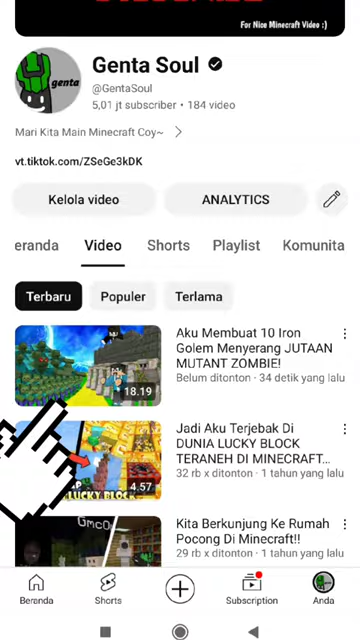 For Nice Minecraft Video :)
genta
Genta Soul
@GentaSoul
5,01 jt subscriber • 184 video
Mari Kita Main Minecraft Coy~
vt.tiktok.com/ZSeGe3kDK
Kelola video
ANALYTICS
eranda
Video
Shorts
Playlist
Komunita
Terbaru
Populer
Terlama
Aku Membuat 10 Iron
Golem Menyerang JUTAAN
MUTANT ZOMBIE!
Belum ditonton · 34 detik yang lalu
18.19
Jadi Aku Terjebak Di
DUNIA LUCKY BLOCK
TERANEH DI MINECRAFT...
32 rb x ditonton · 1 tahun yang lalu
LUCKY BLOCK
4.57
Kita Berkunjung Ke Rumah
Pocong Di Minecraft!!
29 rb x ditonton · 1 tahun yang lalu
Beranda
Shorts
Subscription
Anda